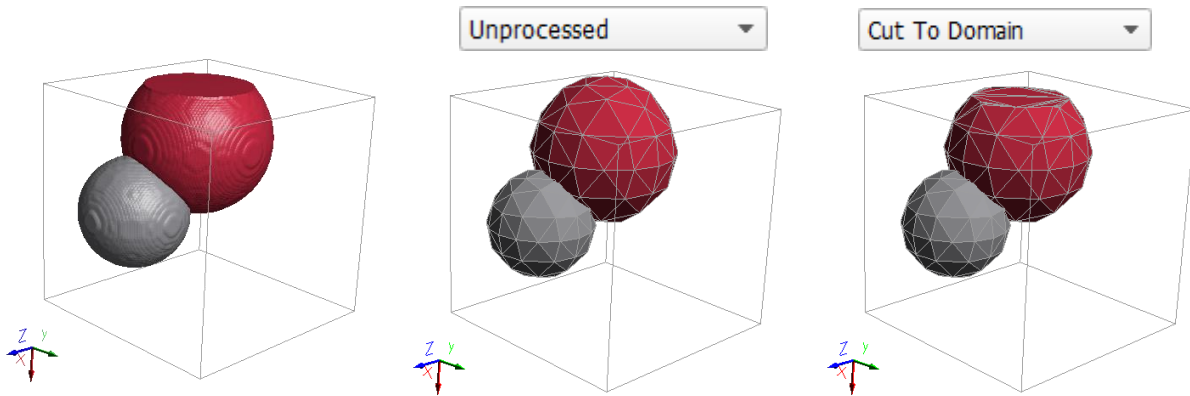 Unprocessed
Cut To Domain
Z y
X
Z y
X
Z y
X